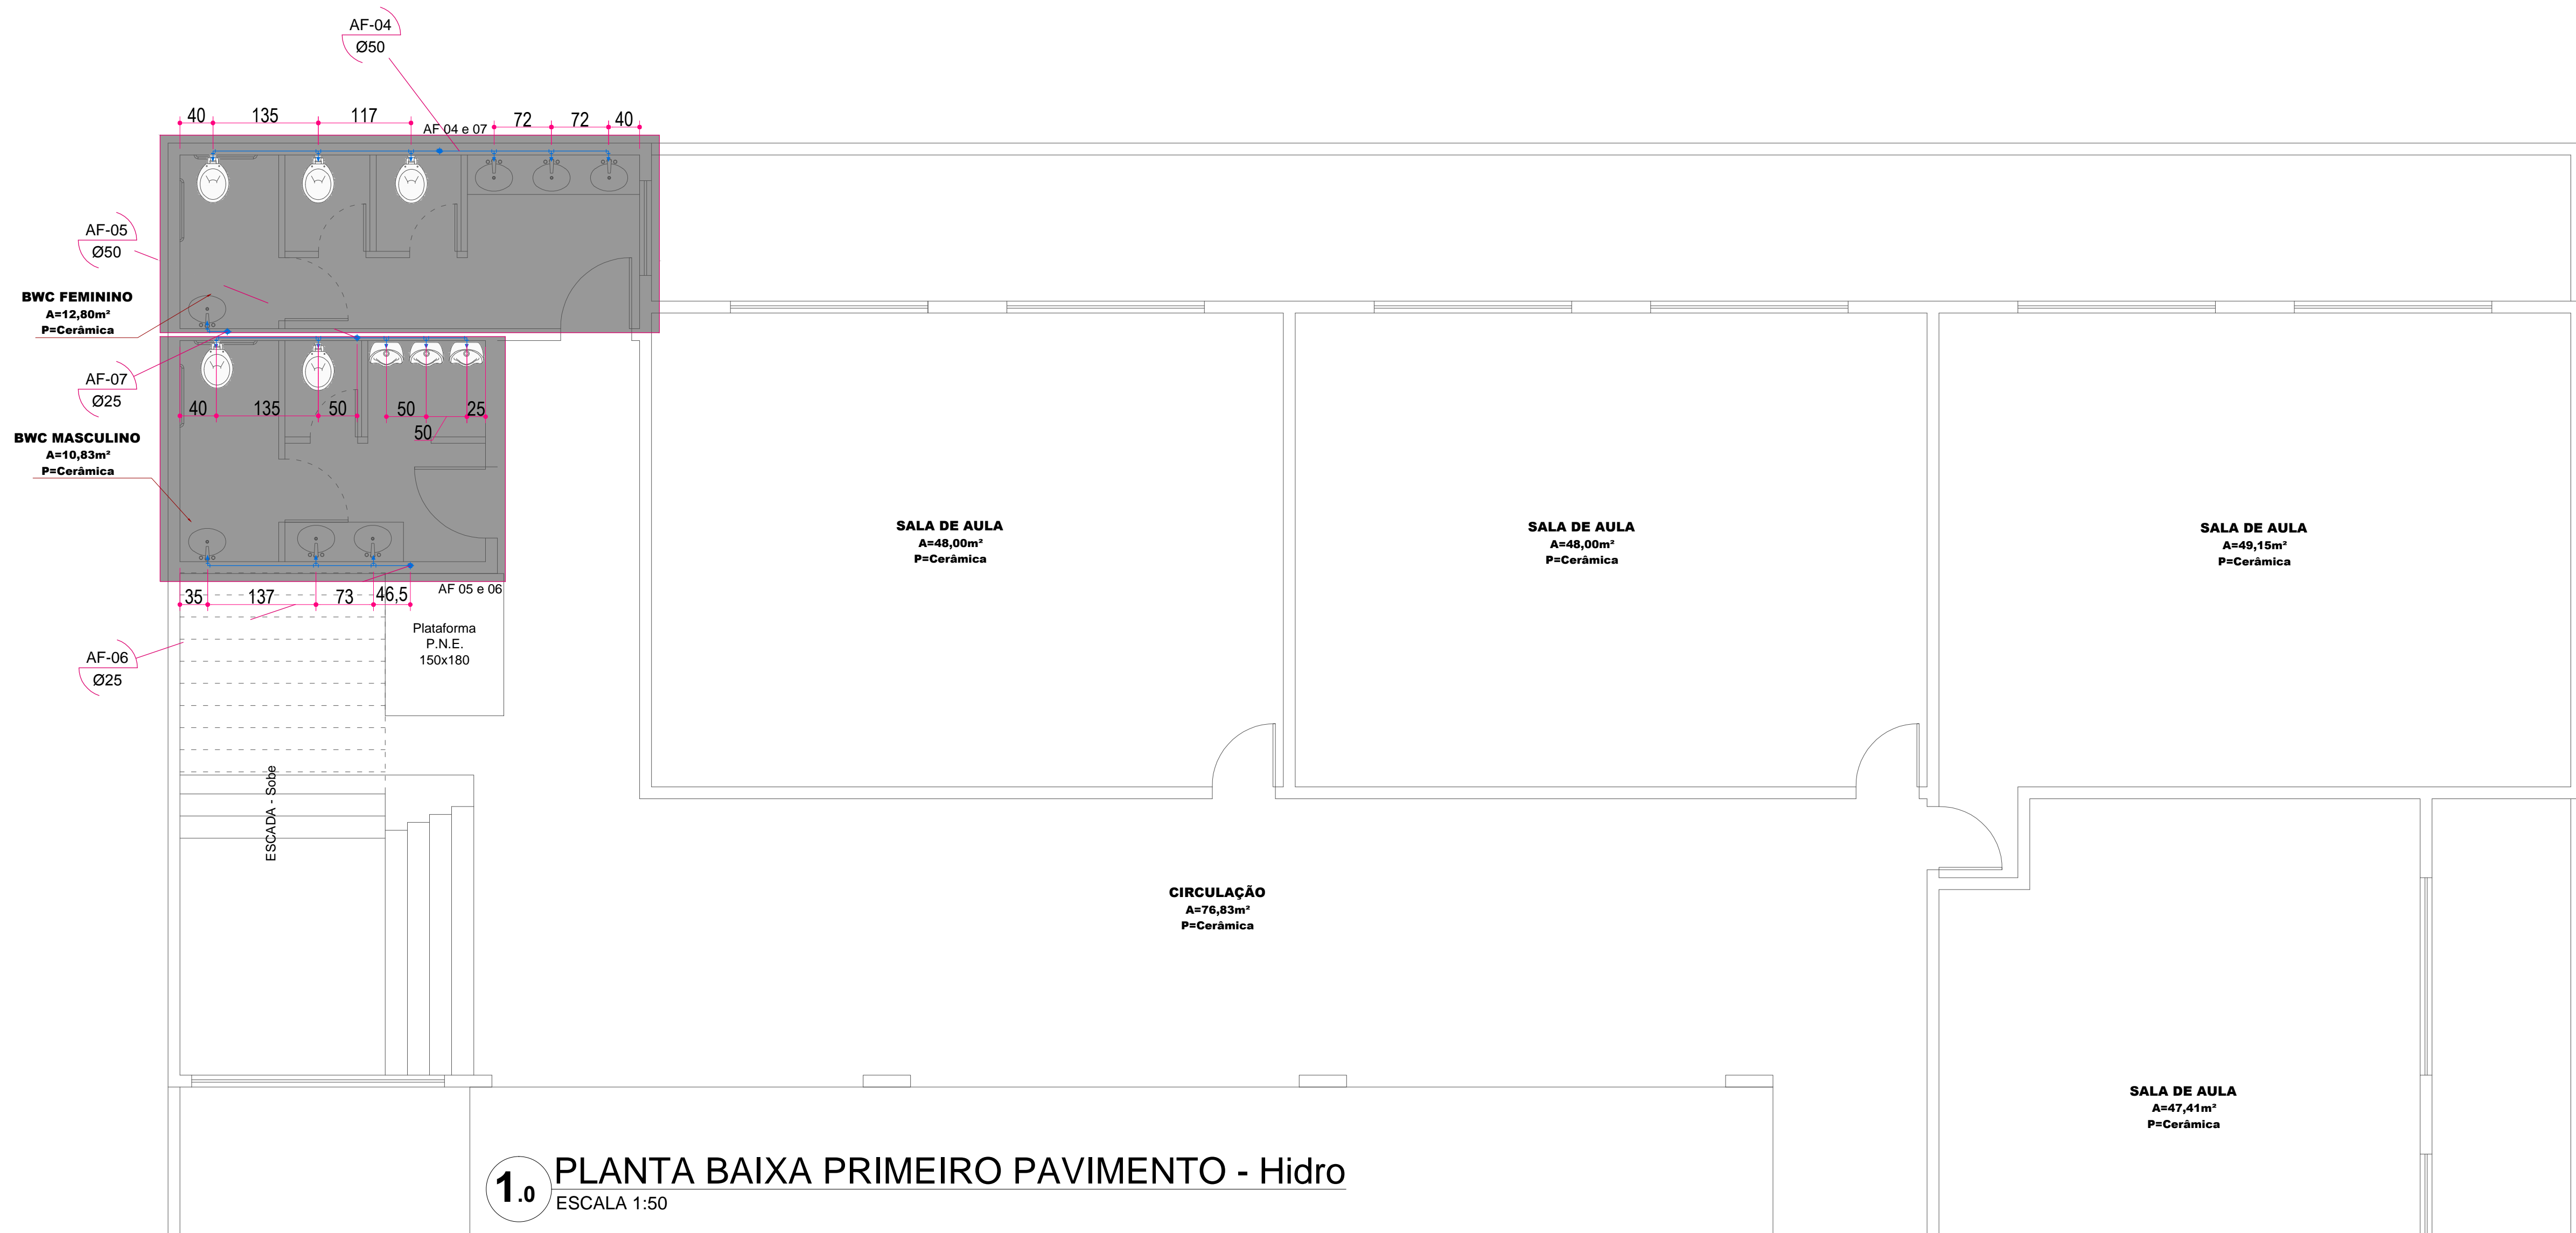 AF-04
Ø50
40
135
117
AF 04 e 07
72
72
40
AF-05
Ø50
BWC FEMININO
A=12,80m²
P=Cerâmica
AF-07
Ø25
40
135
50
50
25
50
BWC MASCULINO
A=10,83m²
P=Cerâmica
SALA DE AULA
A=48,00m²
P=Cerâmica
SALA DE AULA
A=48,00m²
P=Cerâmica
SALA DE AULA
A=49,15m²
P=Cerâmica
35
137
73
46,5
AF 05 e 06
Plataforma
P.N.E.
150x180
AF-06
Ø25
ESCADA - Sobe
CIRCULAÇÃO
A=76,83m²
P=Cerâmica
SALA DE AULA
A=47,41m²
P=Cerâmica
1.0
PLANTA BAIXA PRIMEIRO PAVIMENTO - Hidro
ESCALA 1:50